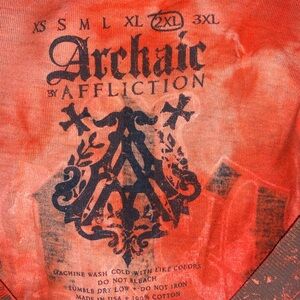 XS S M L XL 2XL 3XL
Archaic
BY AFFLICTION
MACHINE WASH COLD WITH LIKE COLORS
DO NOT BLEACH
TUMBLE DRY LOW • DO NOT IRON
MADE IN USA • 100% COTTON